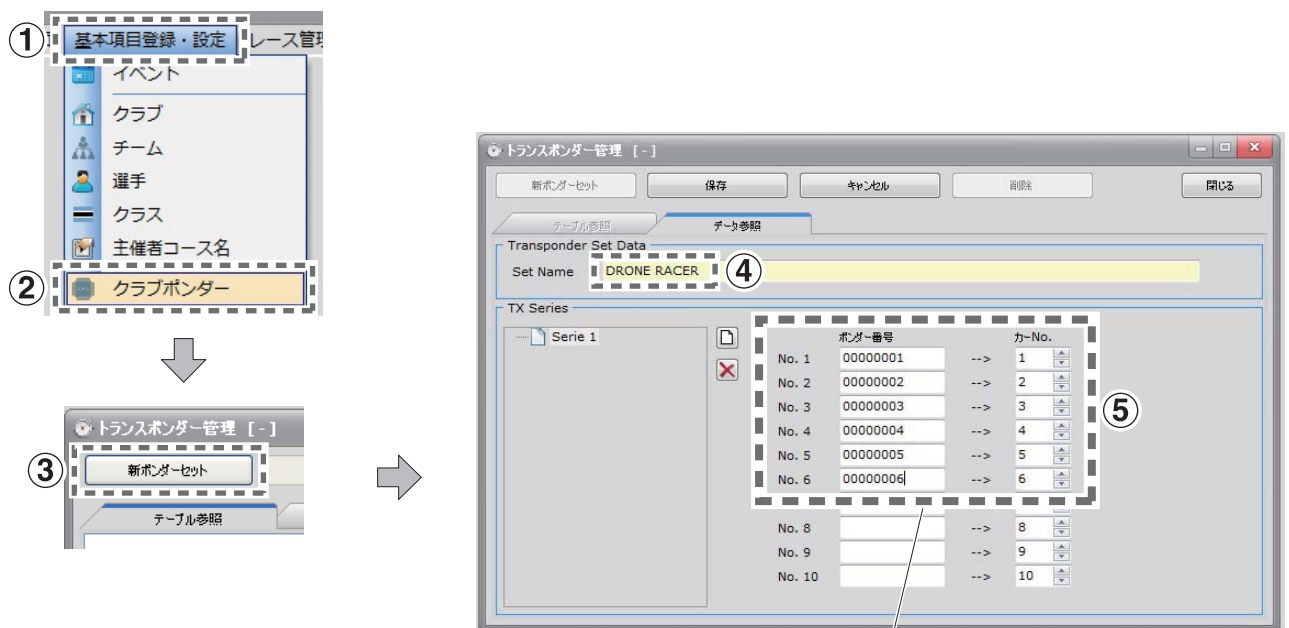 ① 基本項目登録・設定 レース管理
イベント
クラブ
チーム
選手
クラス
主催者コース名
② クラブポンダー
トランスポンダー管理 [ - ]
③ 新ポンダーセット
テーブル参照
トランスポンダー管理 [ - ]
新ポンダーセット 保存 キャンセル 削除 閉じる
テーブル参照 データ参照
Transponder Set Data
Set Name DRONE RACER ④
TX Series
Serie 1
ポンダー番号 カーNo.
No. 1 00000001 --> 1
No. 2 00000002 --> 2
No. 3 00000003 --> 3
No. 4 00000004 --> 4
No. 5 00000005 --> 5
No. 6 00000006 --> 6
⑤
No. 8 --> 8
No. 9 --> 9
No. 10 --> 10